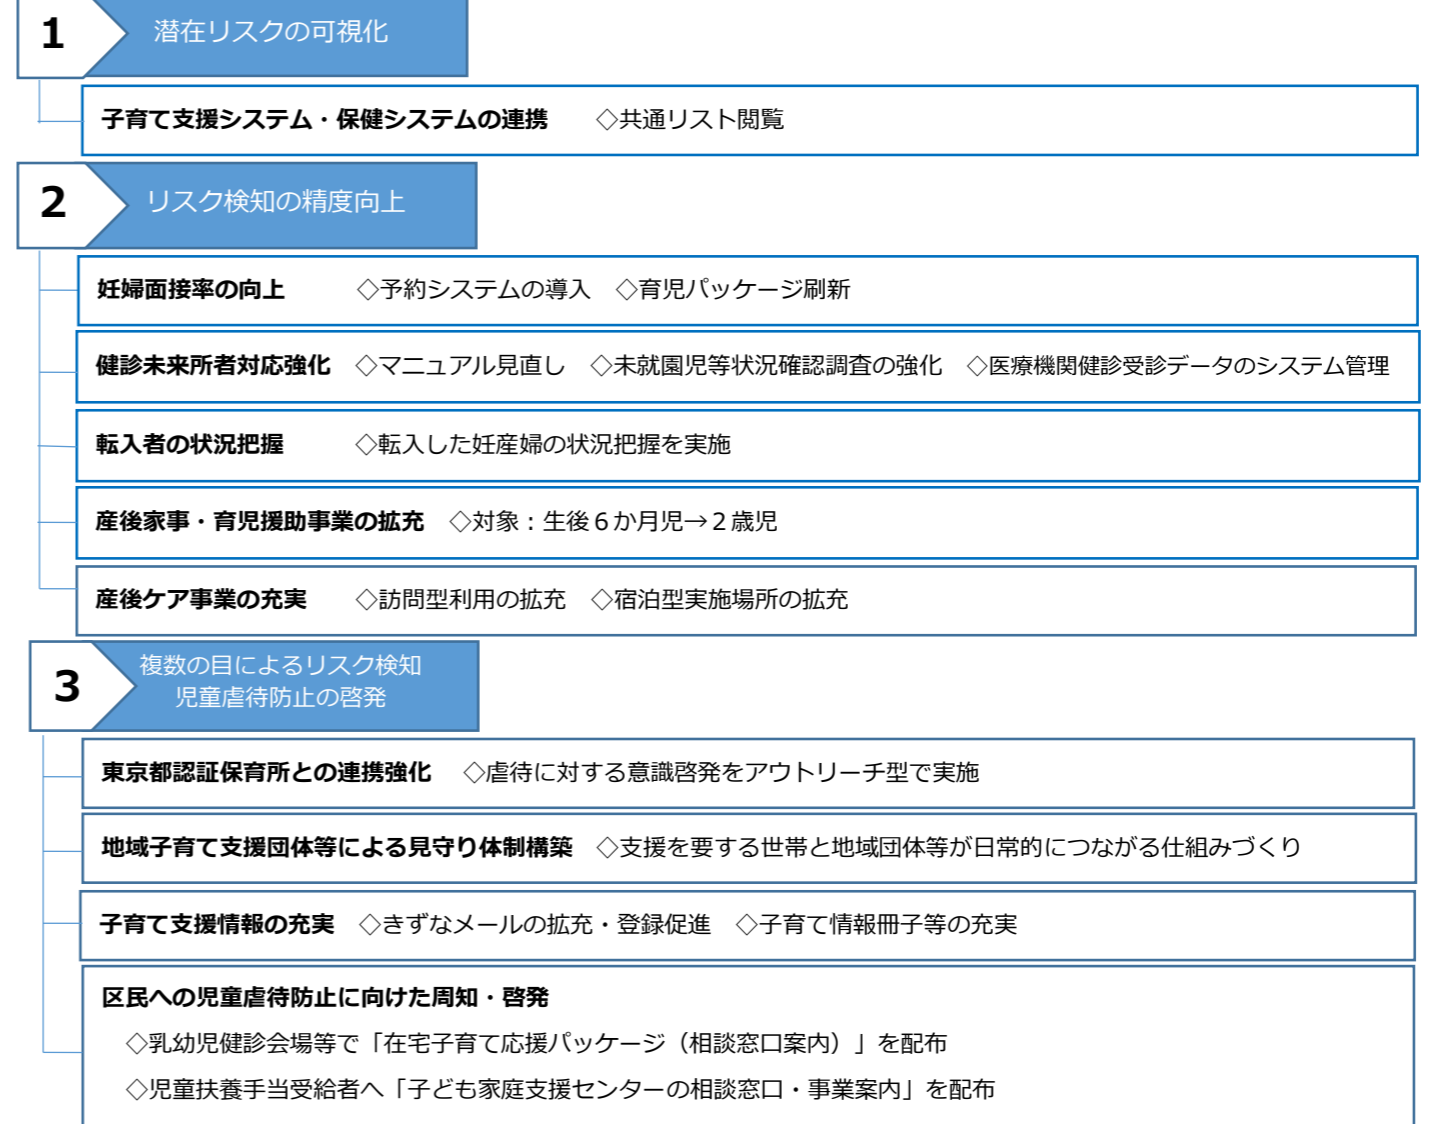 1 潜在リスクの可視化
子育て支援システム・保健システムの連携　◇共通リスト閲覧
2 リスク検知の精度向上
妊婦面接率の向上　◇予約システムの導入　◇育児パッケージ刷新
健診未来所者対応強化　◇マニュアル見直し　◇未就園児等状況確認調査の強化　◇医療機関健診受診データのシステム管理
転入者の状況把握　◇転入した妊産婦の状況把握を実施
産後家事・育児援助事業の拡充　◇対象：生後６か月児→２歳児
産後ケア事業の充実　◇訪問型利用の拡充　◇宿泊型実施場所の拡充
3 複数の目によるリスク検知
児童虐待防止の啓発
東京都認証保育所との連携強化　◇虐待に対する意識啓発をアウトリーチ型で実施
地域子育て支援団体等による見守り体制構築　◇支援を要する世帯と地域団体等が日常的につながる仕組みづくり
子育て支援情報の充実　◇きずなメールの拡充・登録促進　◇子育て情報冊子等の充実
区民への児童虐待防止に向けた周知・啓発
◇乳幼児健診会場等で「在宅子育て応援パッケージ（相談窓口案内）」を配布
◇児童扶養手当受給者へ「子ども家庭支援センターの相談窓口・事業案内」を配布